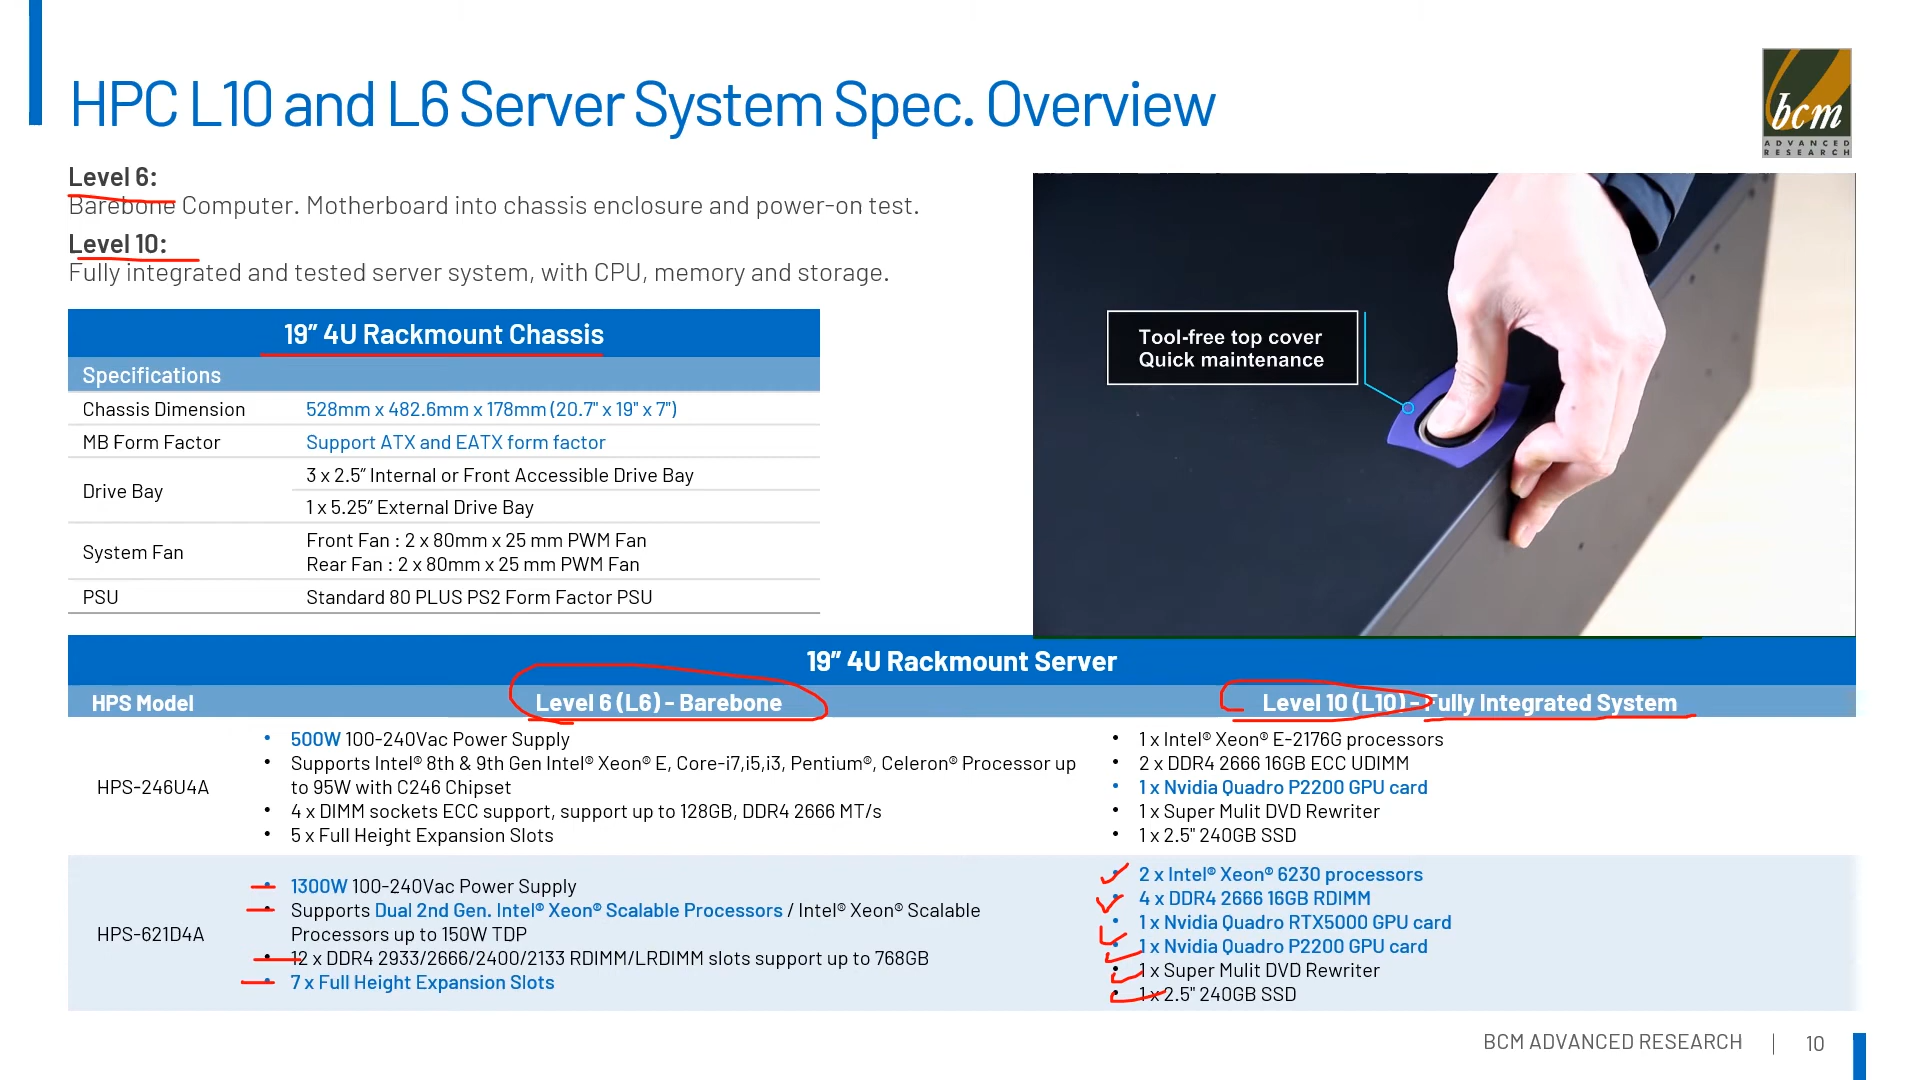 HPC L10 and L6 Server System Spec. Overview
bcm
ADVANCED
RESEARCH
Level 6:
Barebone Computer. Motherboard into chassis enclosure and power-on test.
Level 10:
Fully integrated and tested server system, with CPU, memory and storage.
Tool-free top cover
Quick maintenance
19” 4U Rackmount Chassis
Specifications
Chassis Dimension 528mm x 482.6mm x 178mm (20.7" x 19" x 7")
MB Form Factor Support ATX and EATX form factor
Drive Bay 3 x 2.5” Internal or Front Accessible Drive Bay
1 x 5.25” External Drive Bay
System Fan Front Fan : 2 x 80mm x 25 mm PWM Fan
Rear Fan : 2 x 80mm x 25 mm PWM Fan
PSU Standard 80 PLUS PS2 Form Factor PSU
19” 4U Rackmount Server
HPS Model Level 6 (L6) - Barebone Level 10 (L10) - Fully Integrated System
HPS-246U4A
• 500W 100-240Vac Power Supply
• Supports Intel® 8th & 9th Gen Intel® Xeon® E, Core-i7,i5,i3, Pentium®, Celeron® Processor up
to 95W with C246 Chipset
• 4 x DIMM sockets ECC support, support up to 128GB, DDR4 2666 MT/s
• 5 x Full Height Expansion Slots
• 1 x Intel® Xeon® E-2176G processors
• 2 x DDR4 2666 16GB ECC UDIMM
• 1 x Nvidia Quadro P2200 GPU card
• 1 x Super Mulit DVD Rewriter
• 1 x 2.5" 240GB SSD
HPS-621D4A
• 1300W 100-240Vac Power Supply
• Supports Dual 2nd Gen. Intel® Xeon® Scalable Processors / Intel® Xeon® Scalable
Processors up to 150W TDP
• 12 x DDR4 2933/2666/2400/2133 RDIMM/LRDIMM slots support up to 768GB
• 7 x Full Height Expansion Slots
• 2 x Intel® Xeon® 6230 processors
• 4 x DDR4 2666 16GB RDIMM
• 1 x Nvidia Quadro RTX5000 GPU card
• 1 x Nvidia Quadro P2200 GPU card
• 1 x Super Mulit DVD Rewriter
• 1 x 2.5" 240GB SSD
BCM ADVANCED RESEARCH | 10